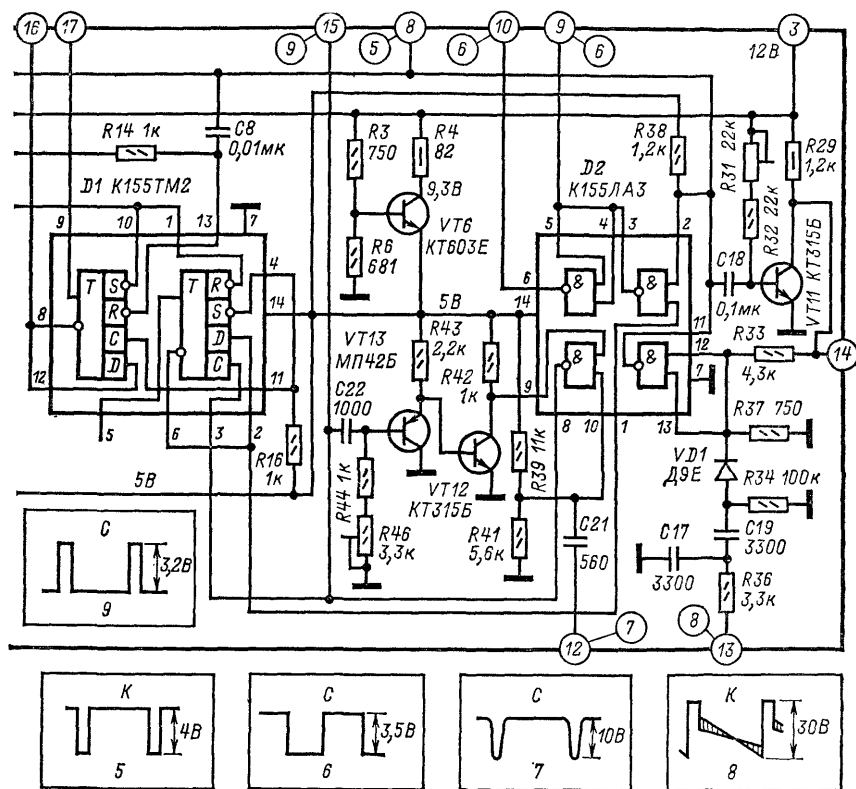 16 17 15 8 10 9 3
9 5 6 6
12В
R14 1к
C8
0,01мк
R3
750
R4
82
R38
1,2к
R31 22к
R29
1,2к
D1 К155ТМ2
9,3В
D2
К155ЛА3
R32 22к
9 10 1 13 7
VT6
КТ603Е
5 4 3 2
R6
681
4
C18
0,1мк
VT11 КТ315Б
T S R C D
T R S D C
8
14
5В
14
6
&
&
&
&
11
12
R33
4,3к
14
VT13
МП42Б
R43
2,2к
R42
1к
9
7
12
11
C22
1000
5 6 3 2
8 10 1 13
R37 750
R16
1к
R39 11к
VD1
Д9Е
R34 100к
5В
R44 1к
VT12
КТ315Б
R46
3,3к
R41
5,6к
C21
560
C17
3300
C19
3300
R36
3,3к
С
3,2В
9
12
7
8
13
К
4В
5
С
3,5В
6
С
10В
7
К
30В
8